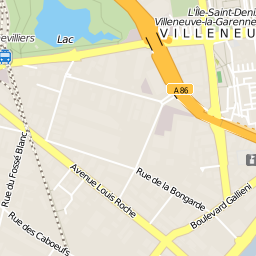 L'Île-Saint-Denis
Villeneuve-la-Garenne
VILLENEU
evilliers
Lac
A 86
Rue du Fossé Blanc
Avenue Louis Roche
Rue de la Bongarde
Boulevard Gallieni
Rue des Caboeufs